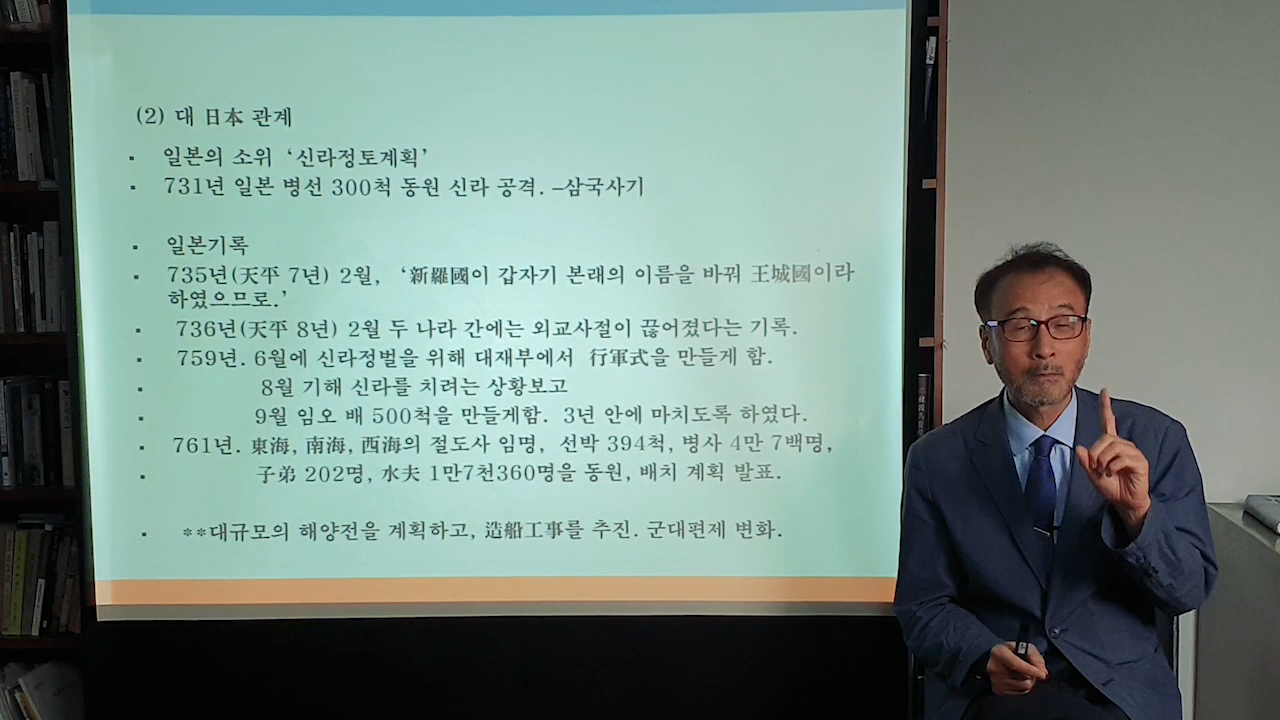 (2) 대 日本 관계
▪ 일본의 소위 ‘신라정토계획’
▪ 731년 일본 병선 300척 동원 신라 공격. –삼국사기
▪ 일본기록
▪ 735년(天平 7년) 2월, ‘新羅國이 갑자기 본래의 이름을 바꿔 王城國이라
하였으므로.’
▪ 736년(天平 8년) 2월 두 나라 간에는 외교사절이 끊어졌다는 기록.
▪ 759년. 6월에 신라정벌을 위해 대재부에서 行軍式을 만들게 함.
▪ 8월 기해 신라를 치려는 상황보고
▪ 9월 임오 배 500척을 만들게함. 3년 안에 마치도록 하였다.
▪ 761년. 東海, 南海, 西海의 절도사 임명, 선박 394척, 병사 4만 7백명,
▪ 子弟 202명, 水夫 1만7천360명을 동원, 배치 계획 발표.
▪ **대규모의 해양전을 계획하고, 造船工事를 추진. 군대편제 변화.